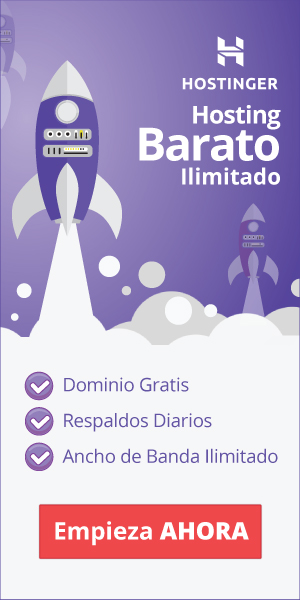 HOSTINGER
Hosting
Barato
Ilimitado
Dominio Gratis
Respaldos Diarios
Ancho de Banda Ilimitado
Empieza AHORA